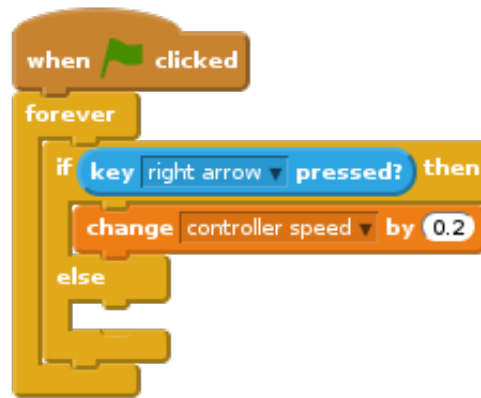 when clicked
forever
if key right arrow pressed? then
change controller speed by 0.2
else